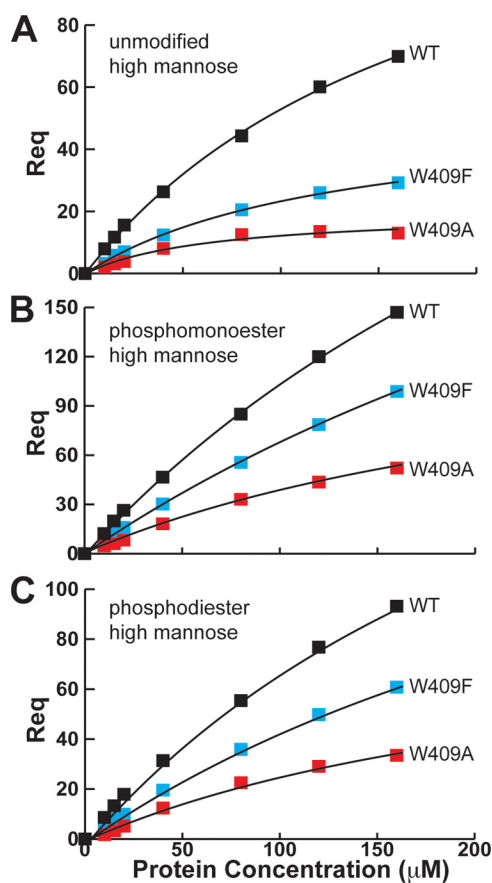 A
unmodified
high mannose
80
60
40
20
0
Req
WT
W409F
W409A
B
phosphomonoester
high mannose
150
120
90
60
30
0
Req
WT
W409F
W409A
C
phosphodiester
high mannose
100
80
60
40
20
0
Req
WT
W409F
W409A
0 50 100 150 200
Protein Concentration (μM)